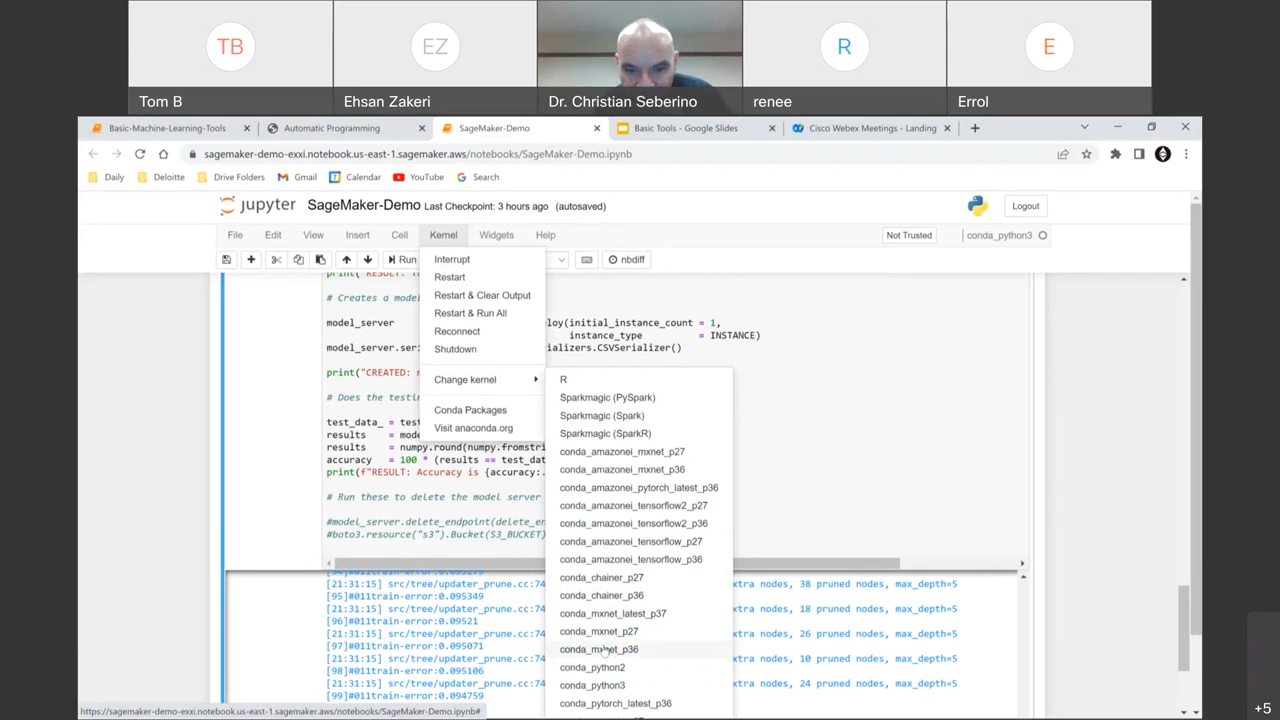 TB
EZ
R
E
Tom B
Ehsan Zakeri
Dr. Christian Seberino
renee
Errol
Basic-Machine-Learning-Tools
Automatic Programming
SageMaker-Demo
Basic Tools - Google Slides
Cisco Webex Meetings - Landing
sagemaker-demo-exxi.notebook.us-east-1.sagemaker.aws/notebooks/SageMaker-Demo.ipynb
Daily
Deloitte
Drive Folders
Gmail
Calendar
YouTube
Search
jupyter SageMaker-Demo Last Checkpoint: 3 hours ago (autosaved)
Logout
File Edit View Insert Cell Kernel Widgets Help
Not Trusted
conda_python3
Run
nbdiff
Interrupt
Restart
Restart & Clear Output
Restart & Run All
Reconnect
Shutdown
Change kernel
Conda Packages
Visit anaconda.org
R
Sparkmagic (PySpark)
Sparkmagic (Spark)
Sparkmagic (SparkR)
conda_amazonei_mxnet_p27
conda_amazonei_mxnet_p36
conda_amazonei_pytorch_latest_p36
conda_amazonei_tensorflow2_p27
conda_amazonei_tensorflow2_p36
conda_amazonei_tensorflow_p27
conda_amazonei_tensorflow_p36
conda_chainer_p27
conda_chainer_p36
conda_mxnet_latest_p37
conda_mxnet_p27
conda_mxnet_p36
conda_python2
conda_python3
conda_pytorch_latest_p36
# Creates a model
model_server loy(initial_instance_count = 1,
instance_type = INSTANCE)
model_server.seri alizers.CSVSerializer()
print("CREATED: m
# Does the testin
test_data_ = test
results = mode
results = numpy.round(numpy.fromstri
accuracy = 100 * (results == test_da
print(f"RESULT: Accuracy is {accuracy:.
# Run these to delete the model server
#model_server.delete_endpoint(delete_en
#boto3.resource("s3").Bucket(S3_BUCKET)
[95]#011train-error:0.095349
[21:31:15] src/tree/updater_prune.cc:74 xtra nodes, 38 pruned nodes, max_depth=5
[21:31:15] src/tree/updater_prune.cc:74 xtra nodes, 18 pruned nodes, max_depth=5
[96]#011train-error:0.09521
[21:31:15] src/tree/updater_prune.cc:74 xtra nodes, 26 pruned nodes, max_depth=5
[97]#011train-error:0.095071
[21:31:15] src/tree/updater_prune.cc:74 xtra nodes, 10 pruned nodes, max_depth=5
[98]#011train-error:0.095106
[21:31:15] src/tree/updater_prune.cc:74 xtra nodes, 24 pruned nodes, max_depth=5
[99]#011train-error:0.094759
https://sagemaker-demo-exxi.notebook.us-east-1.sagemaker.aws/notebooks/SageMaker-Demo.ipynb#
+5